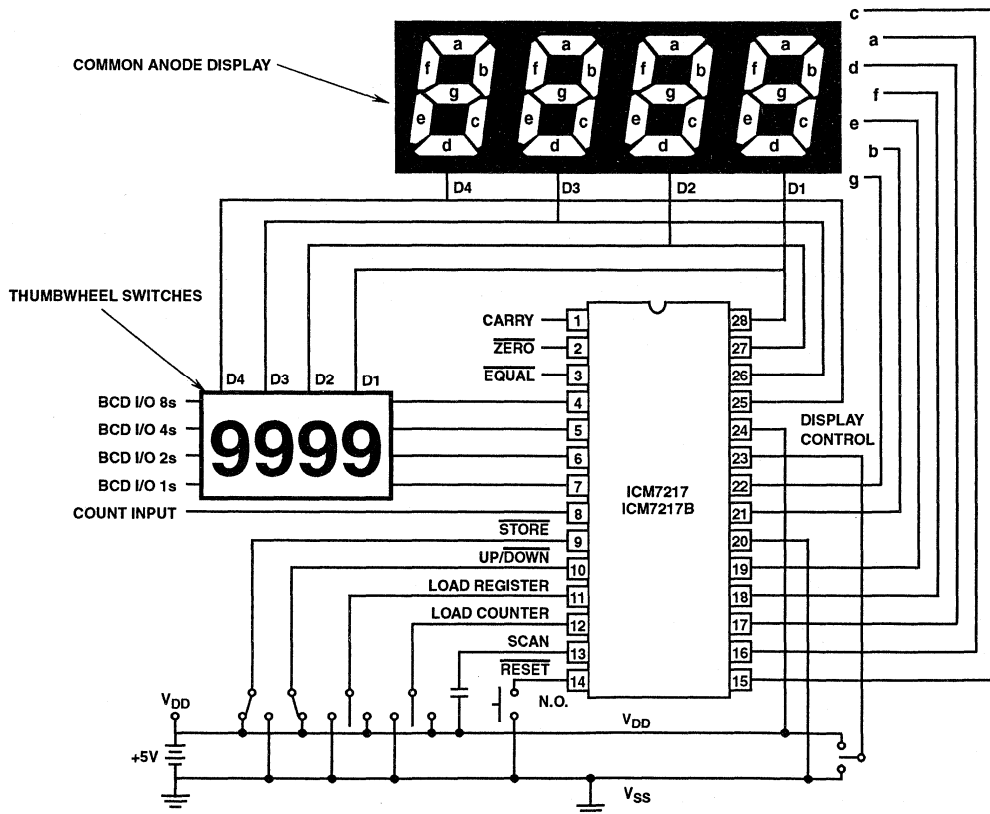 c
a
COMMON ANODE DISPLAY
d
a a a a
f b f b f b f b
f
g g g g
e
e c e c e c e c
b
d d d d
g
D4 D3 D2 D1
THUMBWHEEL SWITCHES
CARRY 1 28
ZERO 2 27
EQUAL 3 26
D4 D3 D2 D1
BCD I/O 8s 4 25
BCD I/O 4s 5 24
DISPLAY
CONTROL
9999
BCD I/O 2s 6 23
BCD I/O 1s 7 22
ICM7217
ICM7217B
COUNT INPUT 8 21
STORE 9 20
UP/DOWN 10 19
LOAD REGISTER 11 18
LOAD COUNTER 12 17
SCAN 13 16
RESET 14 15
N.O.
VDD
VDD
+5V
VSS